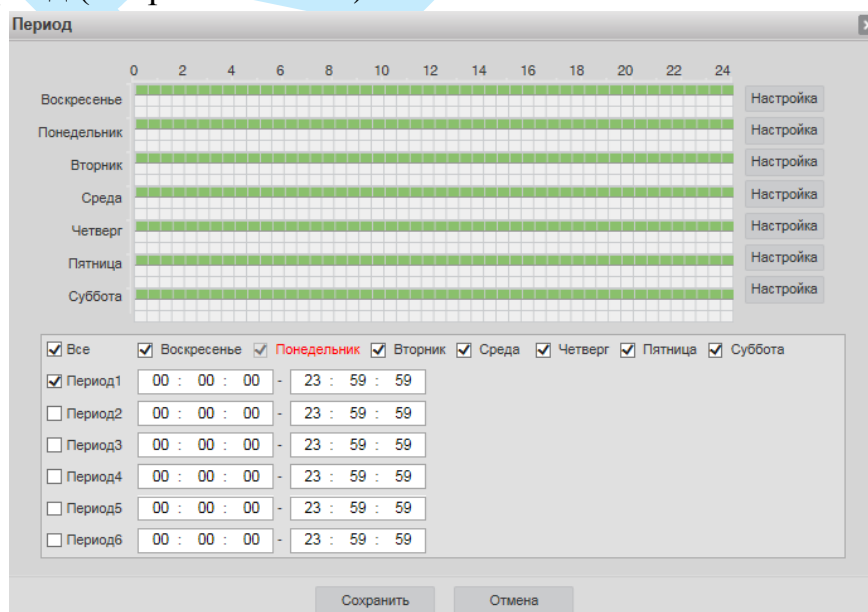 Период
0 2 4 6 8 10 12 14 16 18 20 22 24
Воскресенье Настройка
Понедельник Настройка
Вторник Настройка
Среда Настройка
Четверг Настройка
Пятница Настройка
Суббота Настройка
Все Воскресенье Понедельник Вторник Среда Четверг Пятница Суббота
Период1 00 : 00 : 00 - 23 : 59 : 59
Период2 00 : 00 : 00 - 23 : 59 : 59
Период3 00 : 00 : 00 - 23 : 59 : 59
Период4 00 : 00 : 00 - 23 : 59 : 59
Период5 00 : 00 : 00 - 23 : 59 : 59
Период6 00 : 00 : 00 - 23 : 59 : 59
Сохранить Отмена